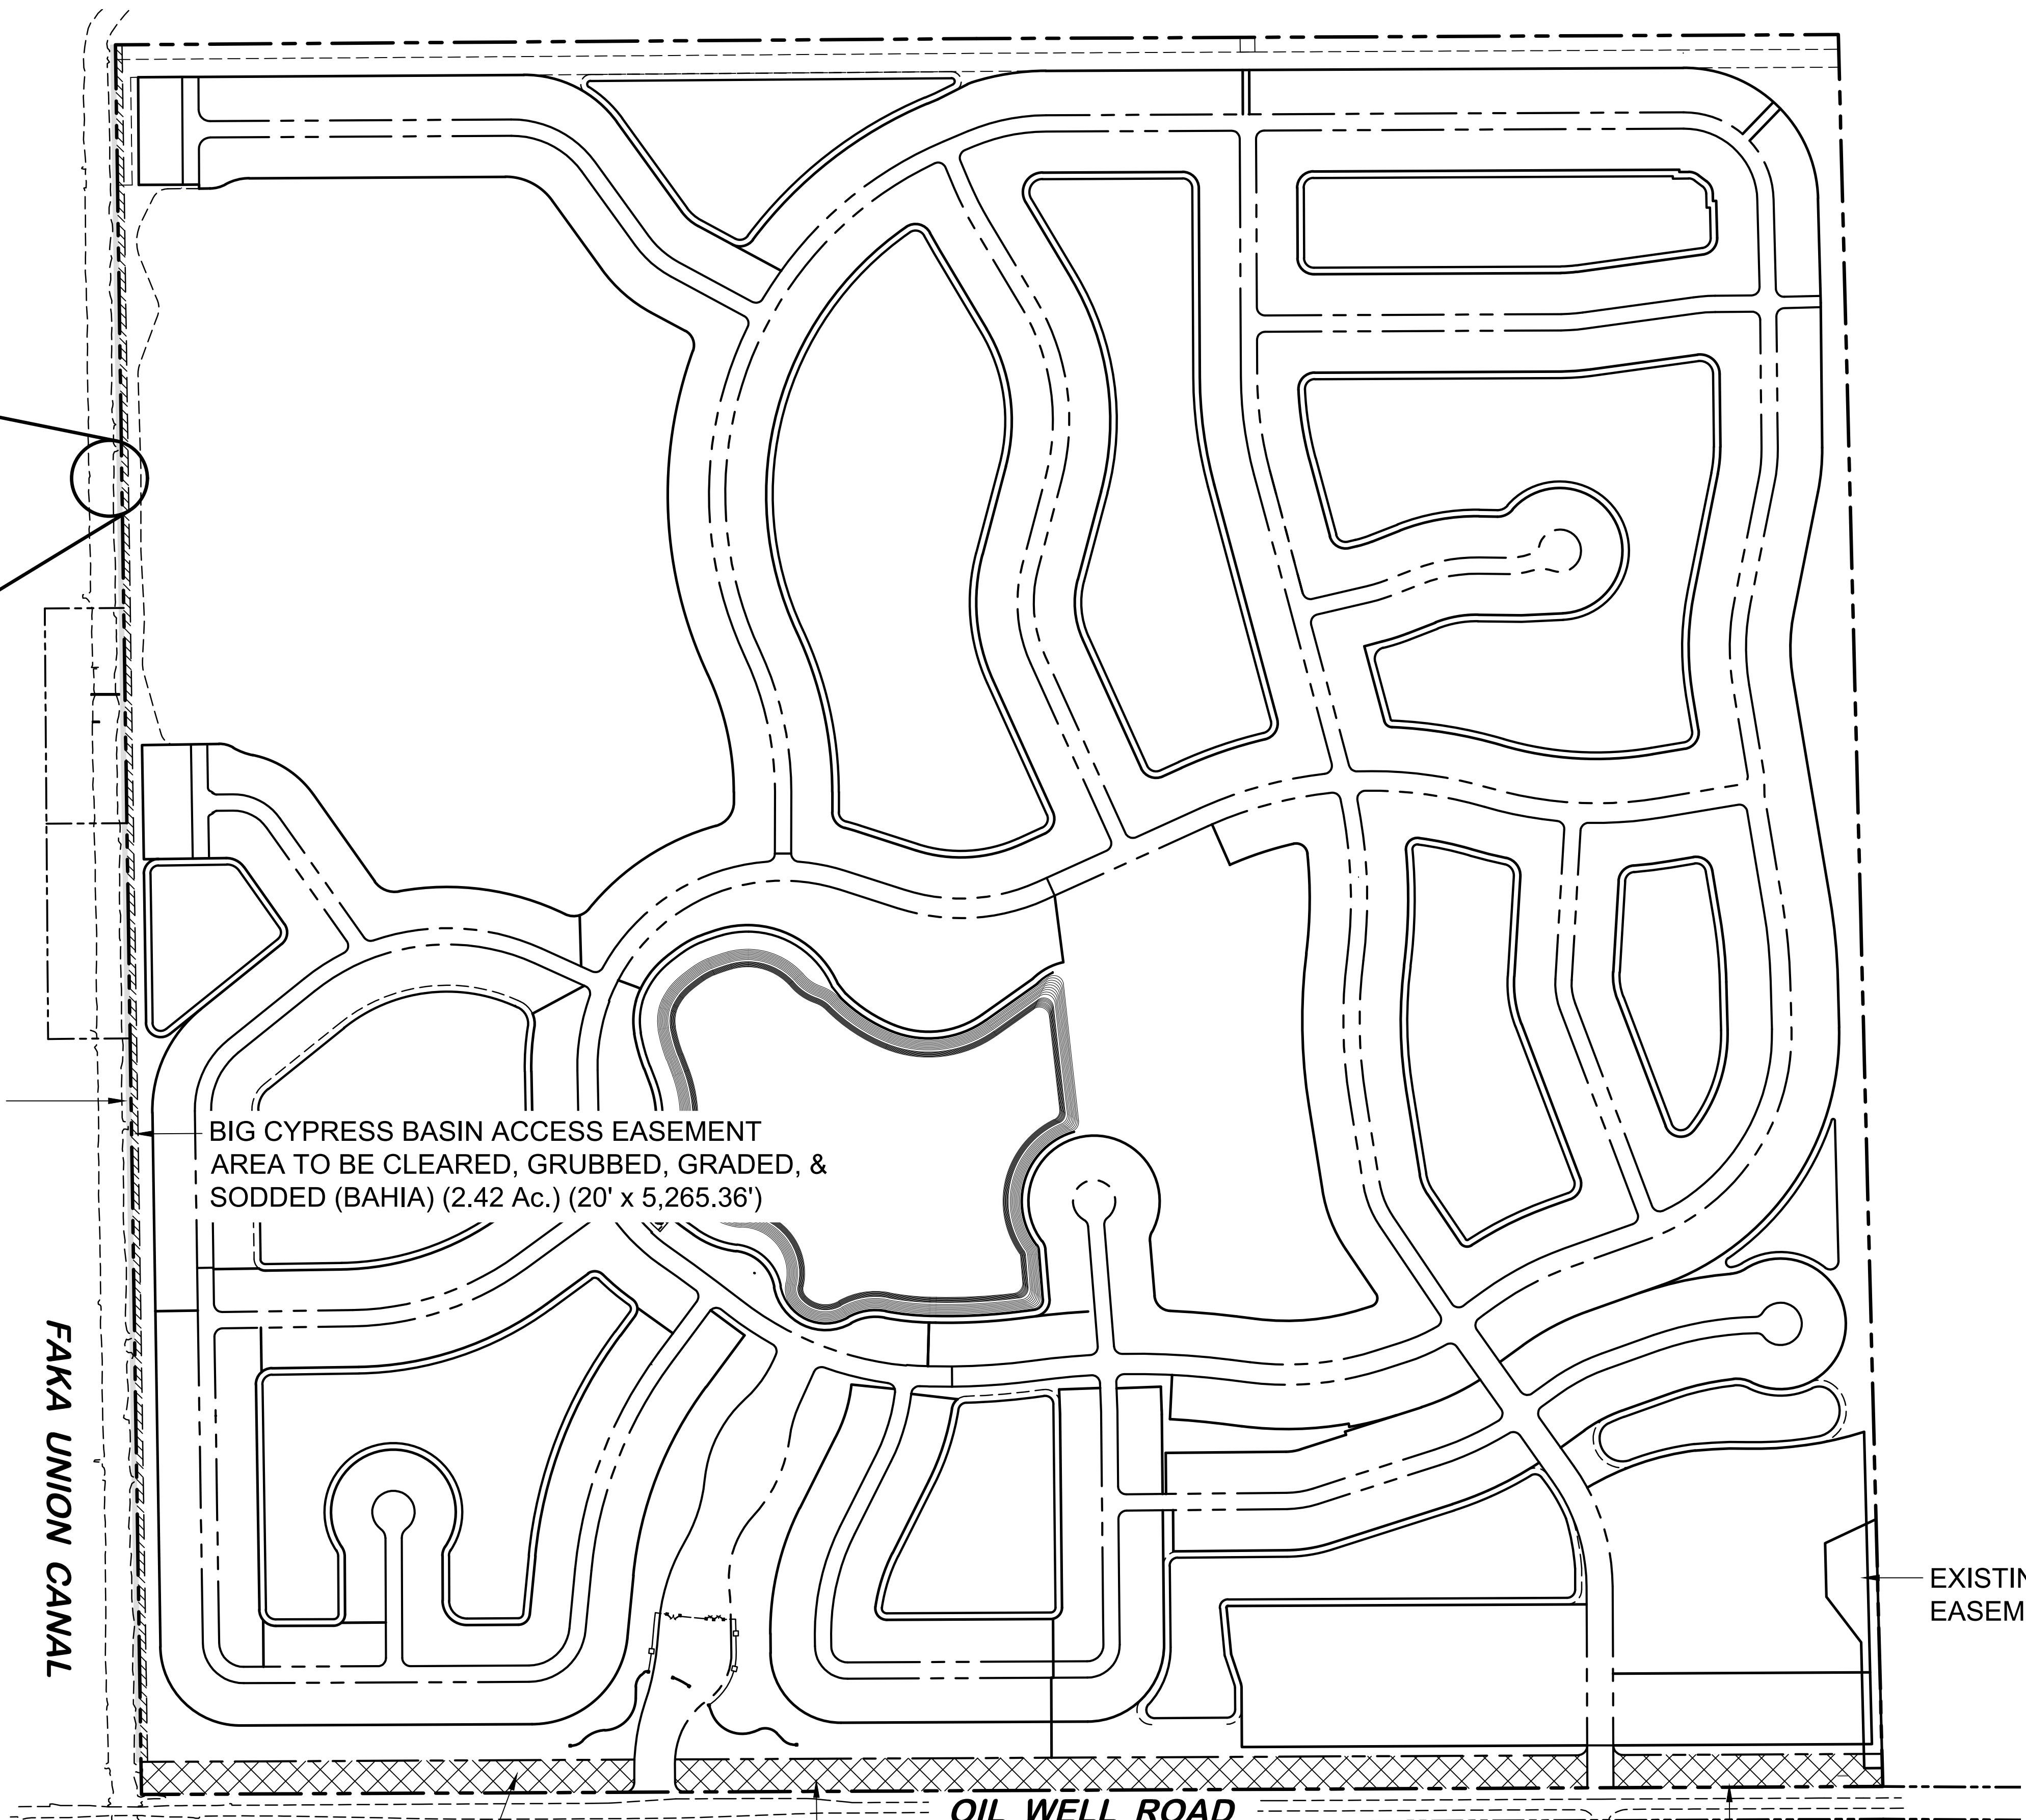 BIG CYPRESS BASIN ACCESS EASEMENT
AREA TO BE CLEARED, GRUBBED, GRADED, &
SODDED (BAHIA) (2.42 Ac.) (20' x 5,265.36')
FAKA UNION CANAL
EXISTIN
EASEM
OIL WELL ROAD